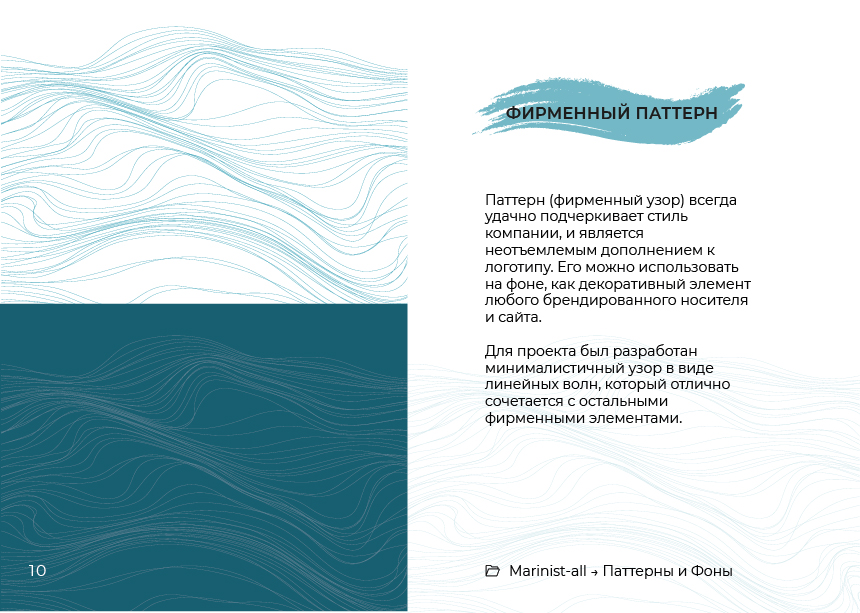 ФИРМЕННЫЙ ПАТТЕРН
Паттерн (фирменный узор) всегда
удачно подчеркивает стиль
компании, и является
неотъемлемым дополнением к
логотипу. Его можно использовать
на фоне, как декоративный элемент
любого брендированного носителя
и сайта.
Для проекта был разработан
минималистичный узор в виде
линейных волн, который отлично
сочетается с остальными
фирменными элементами.
10
Marinist-all → Паттерны и Фоны